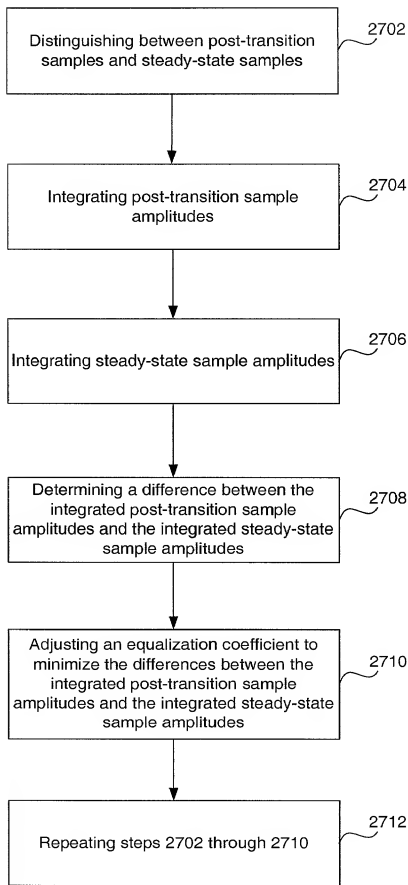 2702
Distinguishing between post-transition
samples and steady-state samples
2704
Integrating post-transition sample
amplitudes
2706
Integrating steady-state sample amplitudes
2708
Determining a difference between the
integrated post-transition sample
amplitudes and the integrated steady-state
sample amplitudes
2710
Adjusting an equalization coefficient to
minimize the differences between the
integrated post-transition sample
amplitudes and the integrated steady-state
sample amplitudes
2712
Repeating steps 2702 through 2710